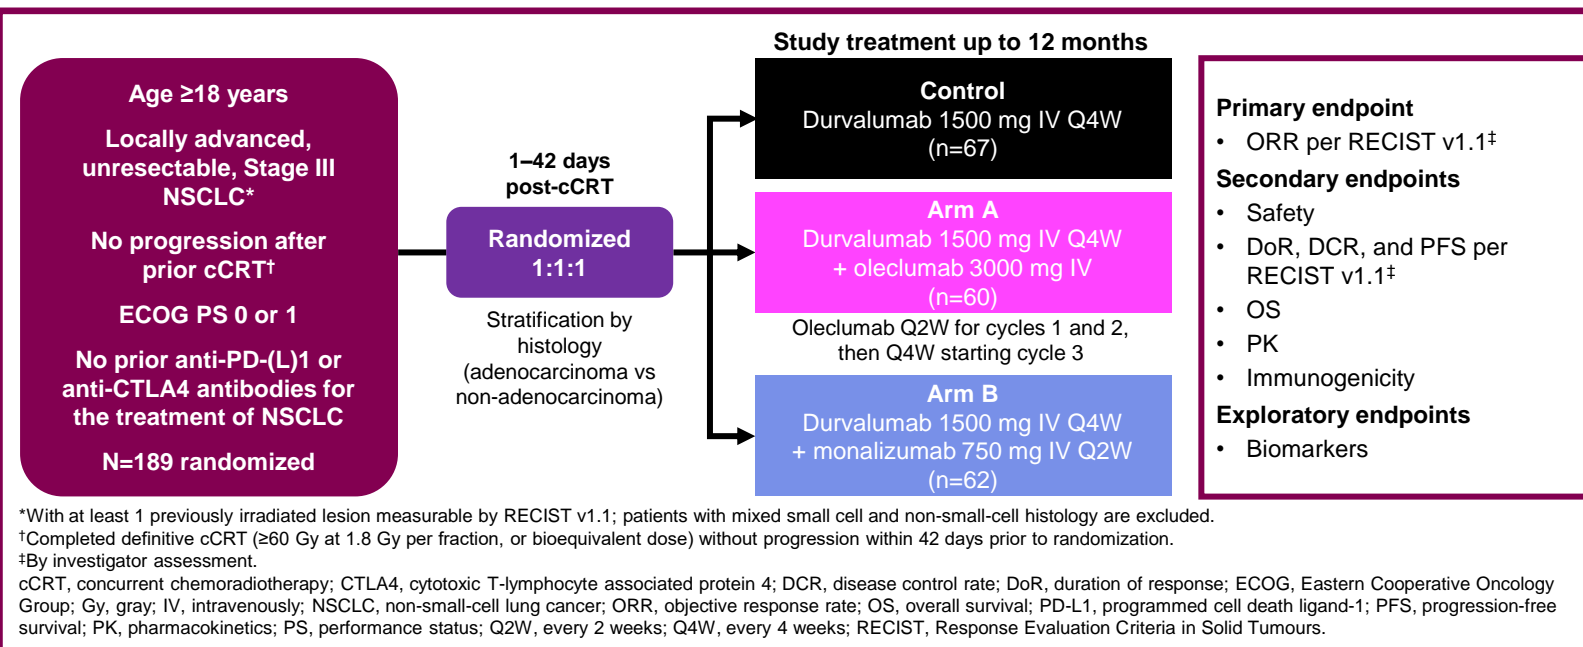 Age ≥18 years
Locally advanced,
unresectable, Stage III
NSCLC*
No progression after
prior cCRT†
ECOG PS 0 or 1
No prior anti-PD-(L)1 or
anti-CTLA4 antibodies for
the treatment of NSCLC
N=189 randomized
1–42 days
post-cCRT
Randomized
1:1:1
Stratification by
histology
(adenocarcinoma vs
non-adenocarcinoma)
Study treatment up to 12 months
Control
Durvalumab 1500 mg IV Q4W
(n=67)
Arm A
Durvalumab 1500 mg IV Q4W
+ oleclumab 3000 mg IV
(n=60)
Oleclumab Q2W for cycles 1 and 2,
then Q4W starting cycle 3
Arm B
Durvalumab 1500 mg IV Q4W
+ monalizumab 750 mg IV Q2W
(n=62)
Primary endpoint
• ORR per RECIST v1.1‡
Secondary endpoints
• Safety
• DoR, DCR, and PFS per
RECIST v1.1‡
• OS
• PK
• Immunogenicity
Exploratory endpoints
• Biomarkers
*With at least 1 previously irradiated lesion measurable by RECIST v1.1; patients with mixed small cell and non-small-cell histology are excluded.
†Completed definitive cCRT (≥60 Gy at 1.8 Gy per fraction, or bioequivalent dose) without progression within 42 days prior to randomization.
‡By investigator assessment.
cCRT, concurrent chemoradiotherapy; CTLA4, cytotoxic T-lymphocyte associated protein 4; DCR, disease control rate; DoR, duration of response; ECOG, Eastern Cooperative Oncology
Group; Gy, gray; IV, intravenously; NSCLC, non-small-cell lung cancer; ORR, objective response rate; OS, overall survival; PD-L1, programmed cell death ligand-1; PFS, progression-free
survival; PK, pharmacokinetics; PS, performance status; Q2W, every 2 weeks; Q4W, every 4 weeks; RECIST, Response Evaluation Criteria in Solid Tumours.